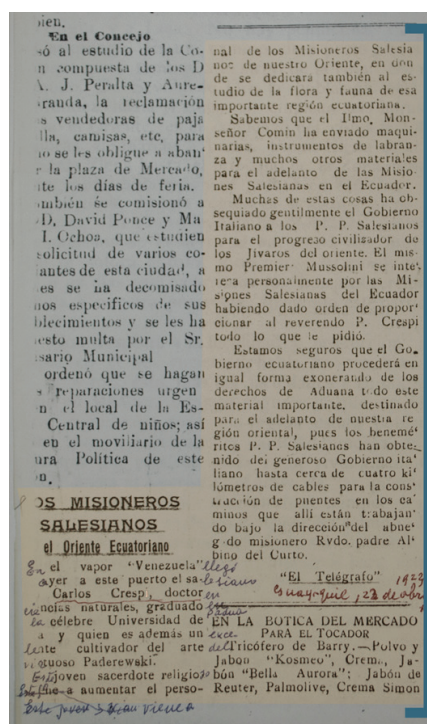 ien.
En el Concejo
só al estudio de la Co-
n compuesta de los D
A. J. Peralta y Aure-
randa, la reclamación
s vendedoras de paja
lla, camisas, etc, para
no se les obligue a aban'
r la plaza de Mercado,
te los días de feria.
mbién se comisionó a
D. David Ponce y Ma
I. Ochoa, que estudien
solicitud de varios co-
antes de esta ciudad, a
es se ha decomisado
nos especificos de sus
blecimientos y se les ha
esto multa por el Sr.
sario Municipal
ordenó que se hagan
s reparaciones urgen
n el local de la Es-
Central de niños; así
en el moviliario de la
ura Política de este
n.
OS MISIONEROS
SALESIANOS
el Oriente Ecuatoriano
En el vapor "Venezuela" llegó
ayer a este puerto el salesiano
Carlos Cresp, doctor en
ciencias naturales, graduado en
la célebre Universidad de Padua
y quien es además un exce
lente cultivador del arte de
virtuoso Paderewski.
Este joven sacerdote religioso
a aumentar el perso-
Este joven viene a
nal de los Misioneros Salesia
nos de nuestro Oriente, en don
de se dedicará también al es-
tudio de la flora y fauna de esa
importante región ecuatoriana.
Sabemos que el Ilmo, Mon-
señor Comín ha enviado maqui-
narias, instrumentos de labran-
za y muchos otros materiales
para el adelanto de las Misio-
nes Salesianas en el Ecuador.
Muchas de estas cosas ha ob-
sequiado gentilmente el Gobierno
Italiano a los P. P. Salesianos
para el progreso civilizador de
los Jívaros del oriente. El mis-
mo Premier Mussolini se inte
resa personalmente por las Mi-
siones Salesianas del Ecuador
habiendo dado orden de propor-
cionar al reverendo P. Crespi
todo lo que le pidió.
Estamos seguros que el Go-
bierno ecuatoriano procederá en
igual forma exonerando de los
derechos de Aduana todo este
material importante, destinado
para el adelanto de nuestra re-
gión oriental, pues los benemé-
ritos P. P. Salesianos han obte-
nido del generoso Gobierno ita-
liano hasta cerca de cuatro ki-
lómetros de cables para la cons-
trucción de puentes en los ca-
minos que allí están trabajan-
do bajo la direción del abne-
gado misionero Rvdo. padre Al-
bino del Curto.
"El Telégrafo" 1923
Guayaquil, 23 de abr
EN LA BOTICA DEL MERCADO
PARA EL TOCADOR
Tricófero de Barry.—Polvo y
Jabon "Kosmeo", Crema, Ja-
bón "Bella Aurora"; Jabón de
Reuter, Palmolive, Crema Simon